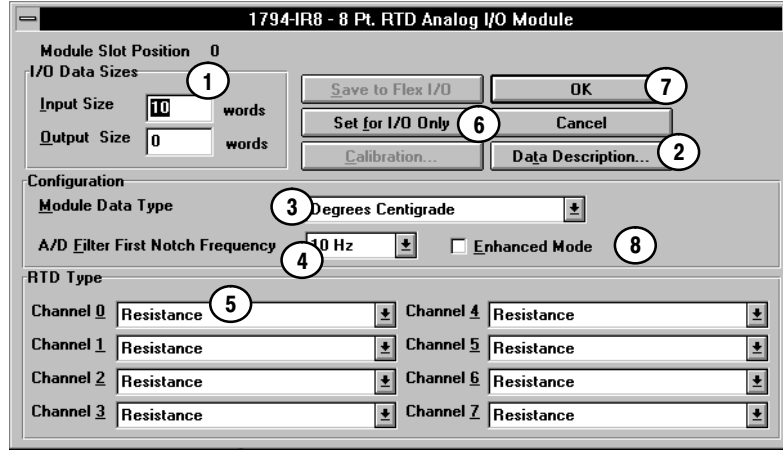 1794-IR8 - 8 Pt. RTD Analog I/O Module
Module Slot Position 0
I/O Data Sizes
1
Input Size 10 words
Output Size 0 words
Save to Flex I/O
OK
7
Set for I/O Only
6
Cancel
Calibration...
Data Description...
2
Configuration
Module Data Type
3
Degrees Centigrade
A/D Filter First Notch Frequency
4
10 Hz
Enhanced Mode
8
RTD Type
5
Channel 0 Resistance
Channel 4 Resistance
Channel 1 Resistance
Channel 5 Resistance
Channel 2 Resistance
Channel 6 Resistance
Channel 3 Resistance
Channel 7 Resistance